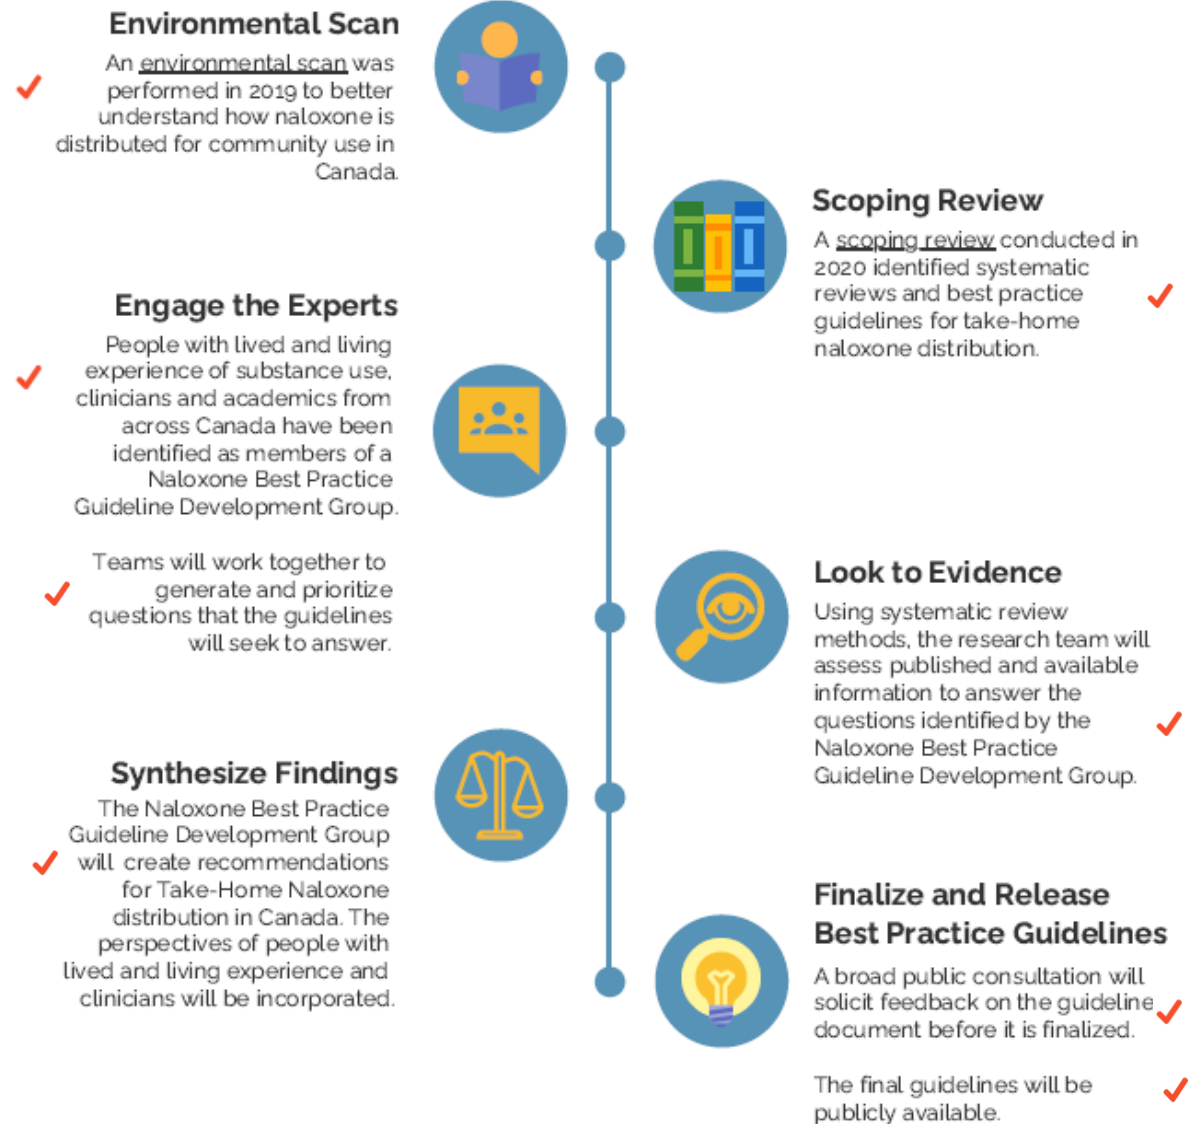 Environmental Scan
An environmental scan was
performed in 2019 to better
understand how naloxone is
distributed for community use in
Canada.
Scoping Review
A scoping review conducted in
2020 identified systematic
reviews and best practice
guidelines for take-home
naloxone distribution.
Engage the Experts
People with lived and living
experience of substance use,
clinicians and academics from
across Canada have been
identified as members of a
Naloxone Best Practice
Guideline Development Group.
Teams will work together to
generate and prioritize
questions that the guidelines
will seek to answer.
Look to Evidence
Using systematic review
methods, the research team will
assess published and available
information to answer the
questions identified by the
Naloxone Best Practice
Guideline Development Group.
Synthesize Findings
The Naloxone Best Practice
Guideline Development Group
will create recommendations
for Take-Home Naloxone
distribution in Canada. The
perspectives of people with
lived and living experience and
clinicians will be incorporated.
Finalize and Release
Best Practice Guidelines
A broad public consultation will
solicit feedback on the guideline
document before it is finalized.
The final guidelines will be
publicly available.